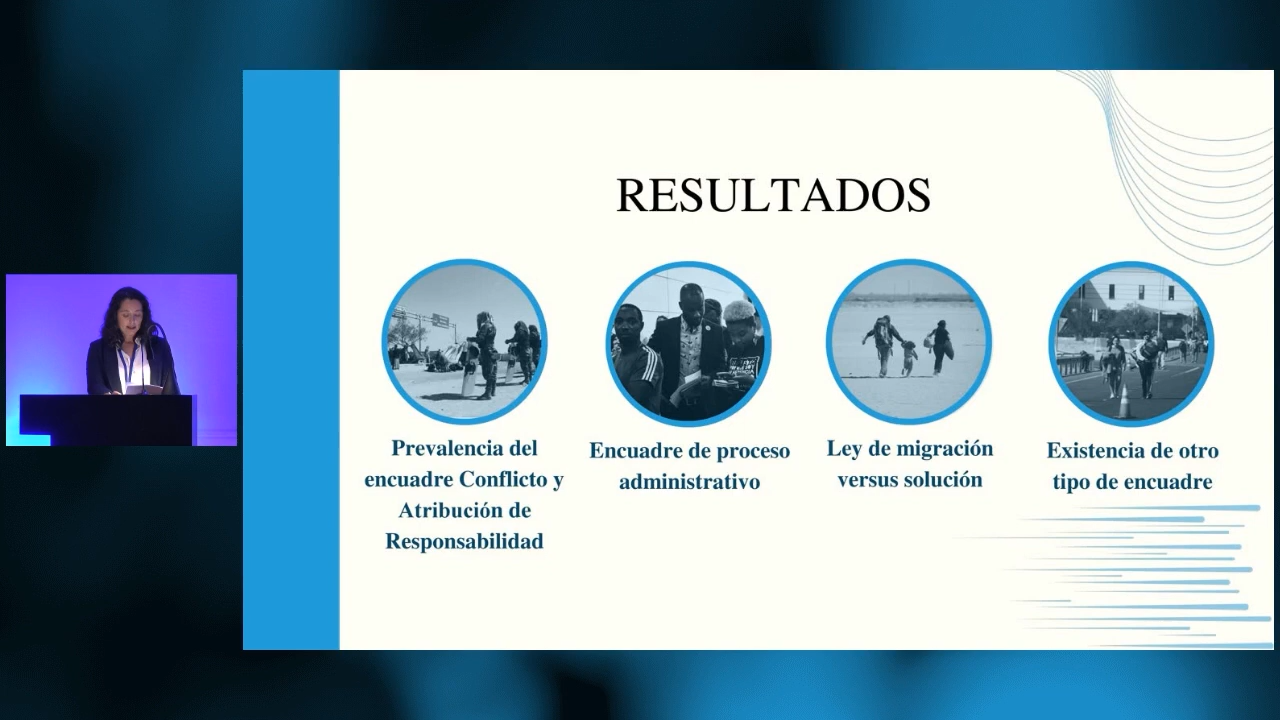 RESULTADOS
Prevalencia del
encuadre Conflicto y
Atribución de
Responsabilidad
Encuadre de proceso
administrativo
Ley de migración
versus solución
Existencia de otro
tipo de encuadre